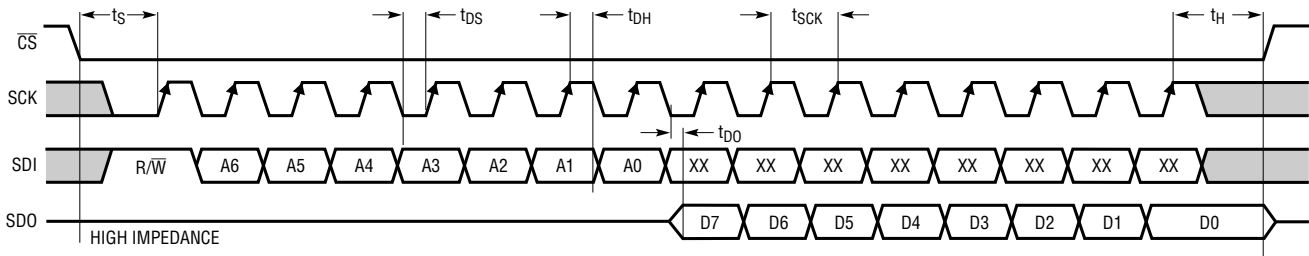 tS tDS tDH tSCK tH
CS
SCK
tDO
SDI R/W A6 A5 A4 A3 A2 A1 A0 XX XX XX XX XX XX XX XX
SDO D7 D6 D5 D4 D3 D2 D1 D0
HIGH IMPEDANCE